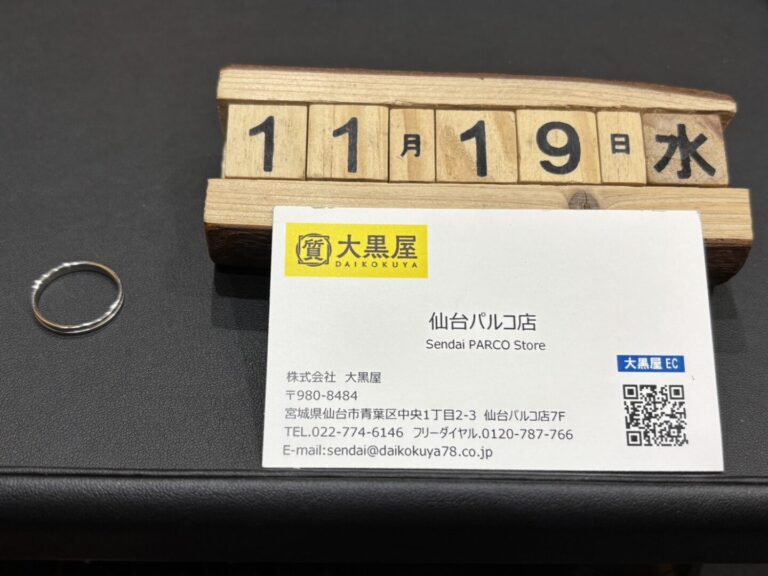 11月19日水
質 大黒屋
DAIKOKUYA
仙台パルコ店
Sendai PARCO Store
大黒屋 EC
株式会社 大黒屋
〒980-8484
宮城県仙台市青葉区中央1丁目2-3 仙台パルコ店7F
TEL.022-774-6146 フリーダイヤル.0120-787-766
E-mail:sendai@daikokuya78.co.jp